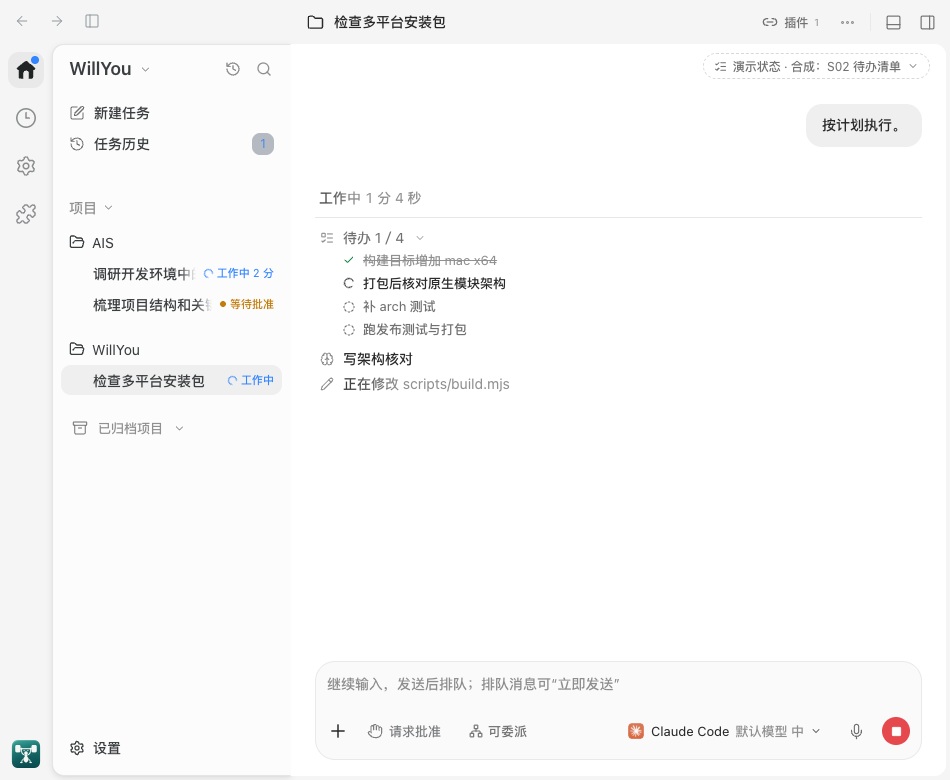 检查多平台安装包
插件 1
WillYou
演示状态 · 合成：S02 待办清单
新建任务
任务历史 1
按计划执行。
项目
AIS
调研开发环境中 工作中 2 分
梳理项目结构和关 等待批准
WillYou
检查多平台安装包 工作中
已归档项目
设置
工作中 1 分 4 秒
待办 1 / 4
构建目标增加 mac x64
打包后核对原生模块架构
补 arch 测试
跑发布测试与打包
写架构核对
正在修改 scripts/build.mjs
继续输入，发送后排队；排队消息可“立即发送”
请求批准 可委派 Claude Code 默认模型 中